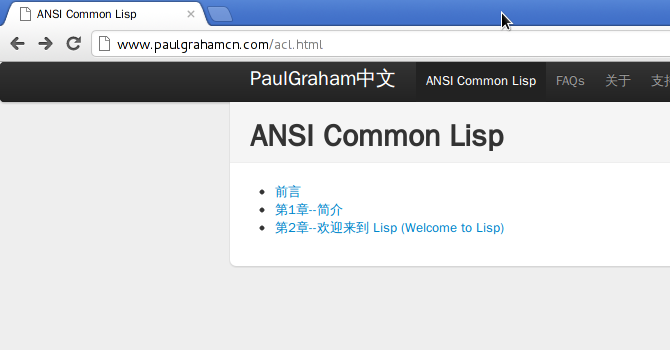 ANSI Common Lisp
www.paulgrahamcn.com/acl.html
PaulGraham中文 ANSI Common Lisp FAQs 关于 支持
ANSI Common Lisp
前言
第1章--简介
第2章--欢迎来到 Lisp (Welcome to Lisp)